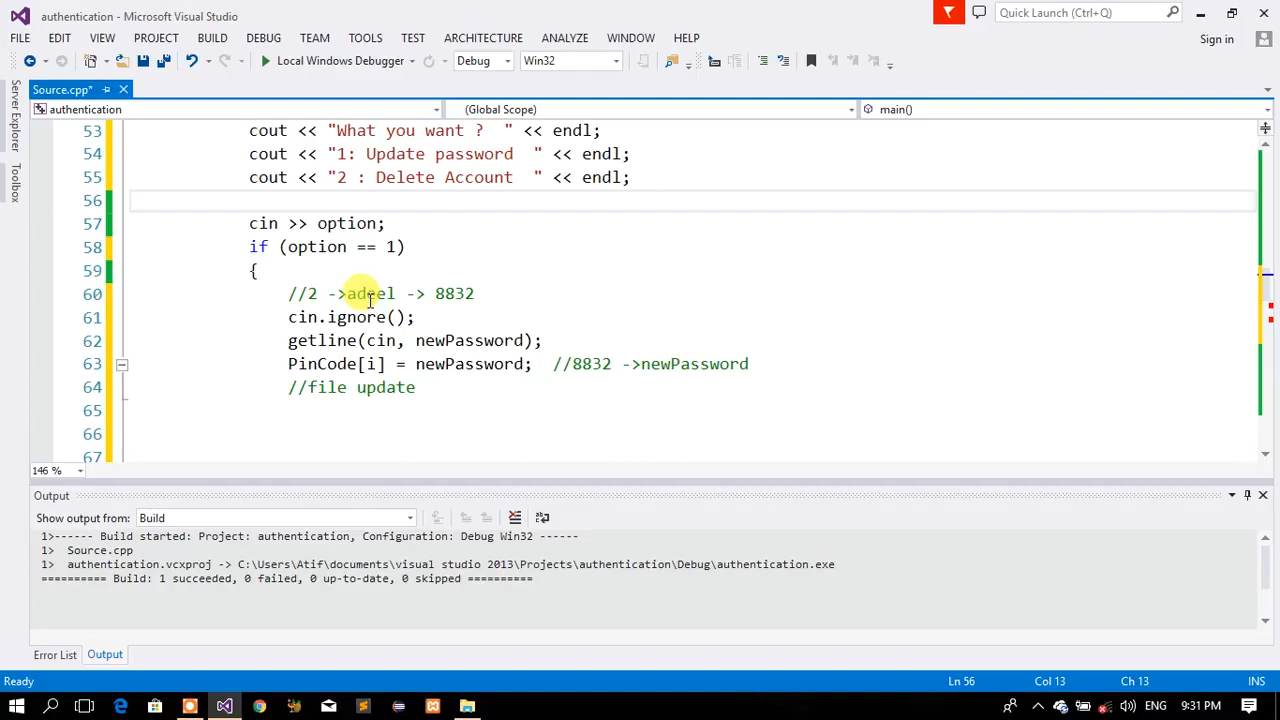 authentication - Microsoft Visual Studio
Quick Launch (Ctrl+Q)
FILE EDIT VIEW PROJECT BUILD DEBUG TEAM TOOLS TEST ARCHITECTURE ANALYZE WINDOW HELP
Sign in
Local Windows Debugger Debug Win32
Server Explorer
Toolbox
Source.cpp*
authentication (Global Scope) main()
53 cout << "What you want ?  " << endl;
54 cout << "1: Update password  " << endl;
55 cout << "2 : Delete Account  " << endl;
56
57 cin >> option;
58 if (option == 1)
59 {
60 //2 ->adeel -> 8832
61 cin.ignore();
62 getline(cin, newPassword);
63 PinCode[i] = newPassword;  //8832 ->newPassword
64 //file update
65
66
67
146 %
Output
Show output from: Build
1>------ Build started: Project: authentication, Configuration: Debug Win32 ------
1>  Source.cpp
1>  authentication.vcxproj -> C:\Users\Atif\documents\visual studio 2013\Projects\authentication\Debug\authentication.exe
========== Build: 1 succeeded, 0 failed, 0 up-to-date, 0 skipped ==========
Error List Output
Ready Ln 56 Col 13 Ch 13 INS
9:31 PM